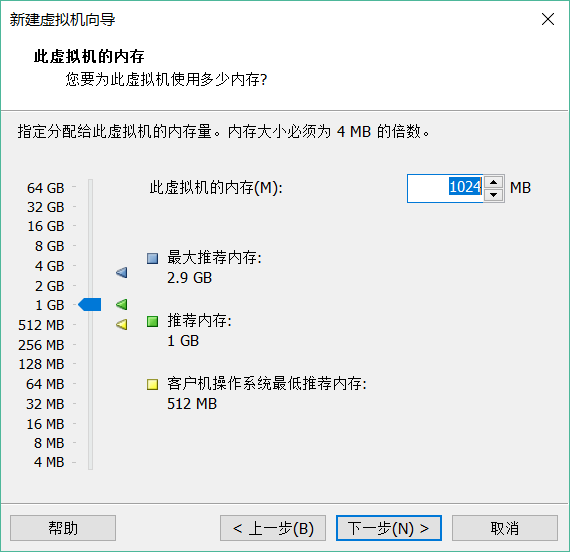 新建虚拟机向导
此虚拟机的内存
您要为此虚拟机使用多少内存?
指定分配给此虚拟机的内存量。内存大小必须为 4 MB 的倍数。
64 GB
32 GB
16 GB
8 GB
4 GB
2 GB
1 GB
512 MB
256 MB
128 MB
64 MB
32 MB
16 MB
8 MB
4 MB
此虚拟机的内存(M): 1024 MB
最大推荐内存:
2.9 GB
推荐内存:
1 GB
客户机操作系统最低推荐内存:
512 MB
帮助 < 上一步(B) 下一步(N) > 取消